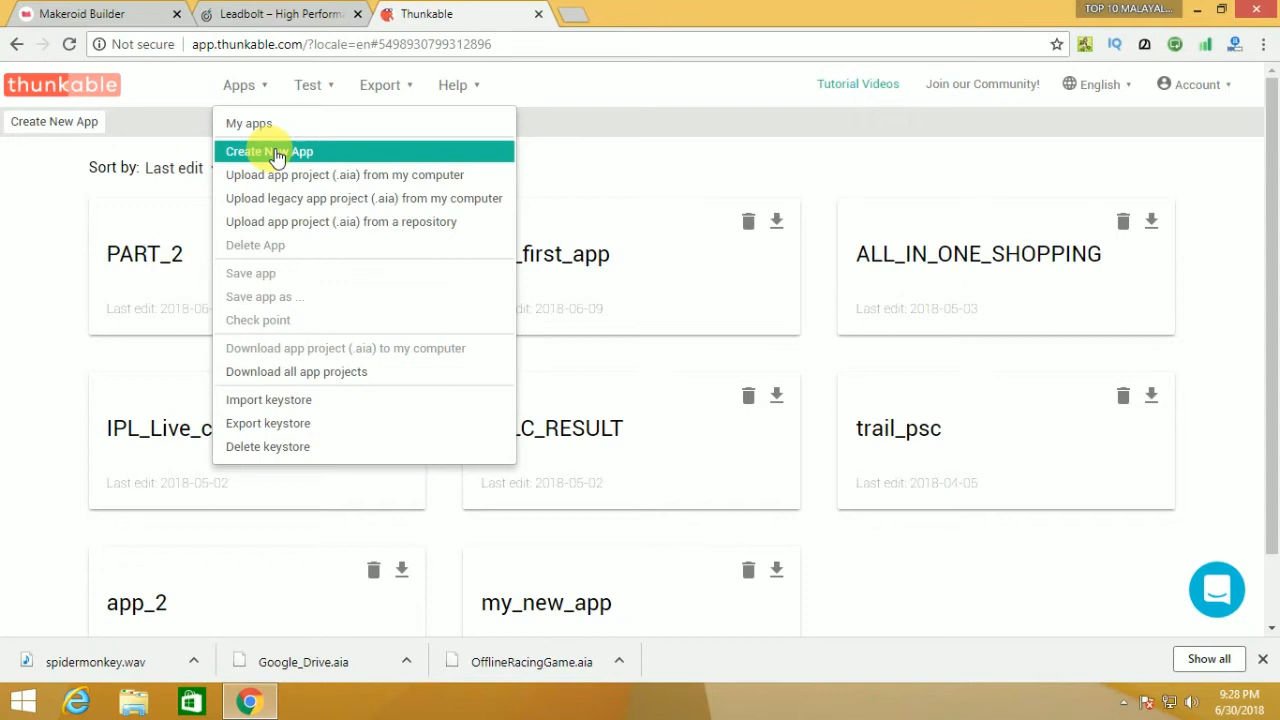 Makeroid Builder
Leadbolt – High Perform
Thunkable
TOP 10 MALAYAL...
Not secure
app.thunkable.com/?locale=en#5498930799312896
thunkable
Apps
Test
Export
Help
Tutorial Videos
Join our Community!
English
Account
Create New App
My apps
Create New App
Upload app project (.aia) from my computer
Upload legacy app project (.aia) from my computer
Upload app project (.aia) from a repository
Delete App
Save app
Save app as ...
Check point
Download app project (.aia) to my computer
Download all app projects
Import keystore
Export keystore
Delete keystore
Sort by: Last edit
PART_2
Last edit: 2018-06-
_first_app
dit: 2018-06-09
ALL_IN_ONE_SHOPPING
Last edit: 2018-05-03
IPL_Live_c
Last edit: 2018-05-02
LC_RESULT
Last edit: 2018-05-02
trail_psc
Last edit: 2018-04-05
app_2
my_new_app
spidermonkey.wav
Google_Drive.aia
OfflineRacingGame.aia
Show all
9:28 PM
6/30/2018